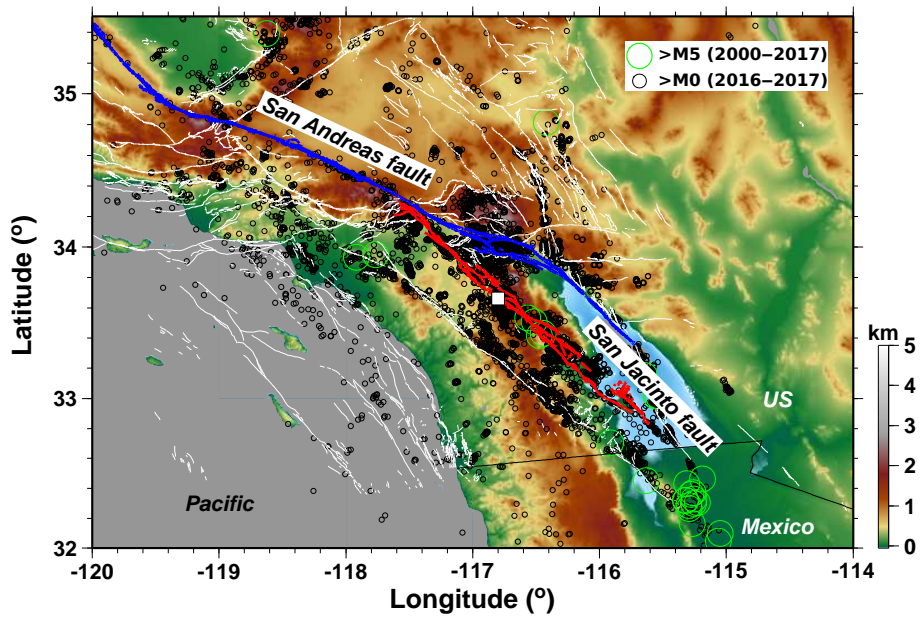 >M5 (2000−2017)
>M0 (2016−2017)
San Andreas fault
San Jacinto fault
US
Mexico
Pacific
Latitude (º)
35
34
33
32
-120
-119
-118
-117
-116
-115
-114
Longitude (º)
km
5
4
3
2
1
0